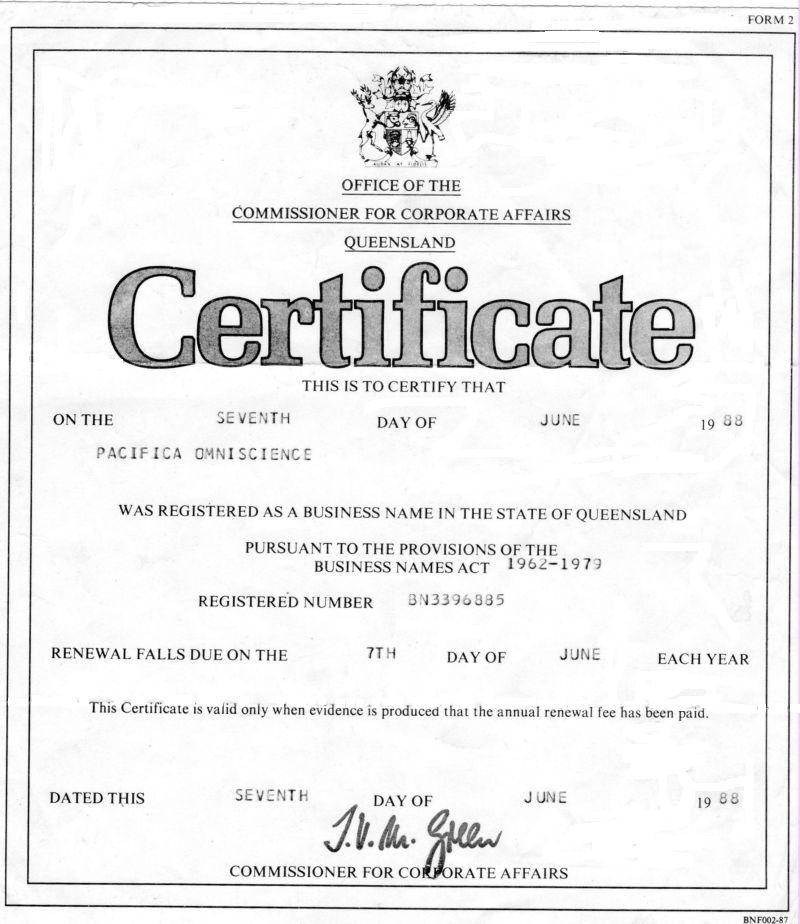 FORM 2
AUDAX AT FIDELIS
OFFICE OF THE
COMMISSIONER FOR CORPORATE AFFAIRS
QUEENSLAND
Certificate
THIS IS TO CERTIFY THAT
ON THE SEVENTH DAY OF JUNE 19 88
PACIFICA OMNISCIENCE
WAS REGISTERED AS A BUSINESS NAME IN THE STATE OF QUEENSLAND
PURSUANT TO THE PROVISIONS OF THE
BUSINESS NAMES ACT 1962-1979
REGISTERED NUMBER BN3396885
RENEWAL FALLS DUE ON THE 7TH DAY OF JUNE EACH YEAR
This Certificate is valid only when evidence is produced that the annual renewal fee has been paid.
DATED THIS SEVENTH DAY OF JUNE 19 88
J.V.M. Green
COMMISSIONER FOR CORPORATE AFFAIRS
BNF002-87